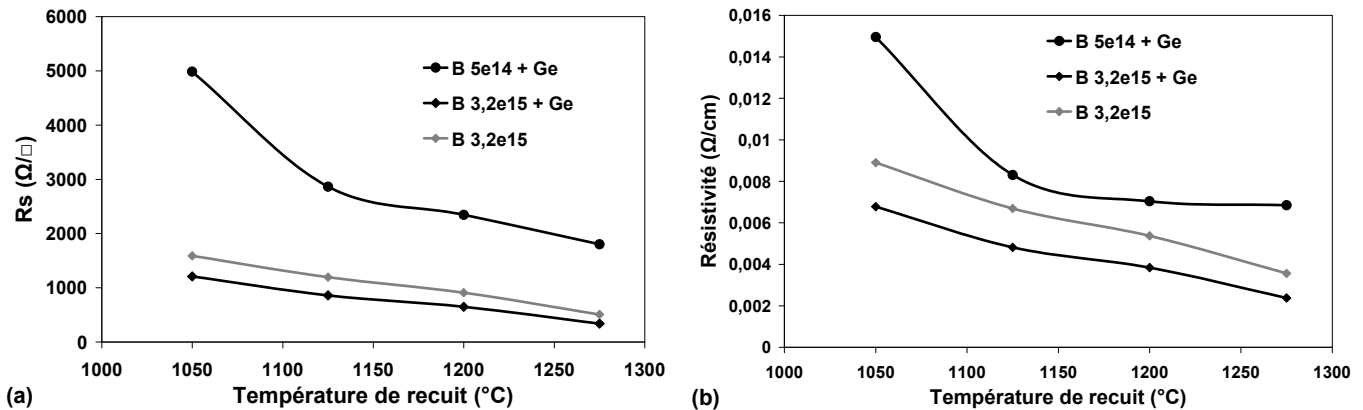 6000
5000
4000
3000
2000
1000
0
Rs (Ω/□)
B 5e14 + Ge
B 3,2e15 + Ge
B 3,2e15
1000 1050 1100 1150 1200 1250 1300
Température de recuit (°C)
(a)
0,016
0,014
0,012
0,01
0,008
0,006
0,004
0,002
0
Résistivité (Ω/cm)
B 5e14 + Ge
B 3,2e15 + Ge
B 3,2e15
1000 1050 1100 1150 1200 1250 1300
Température de recuit (°C)
(b)